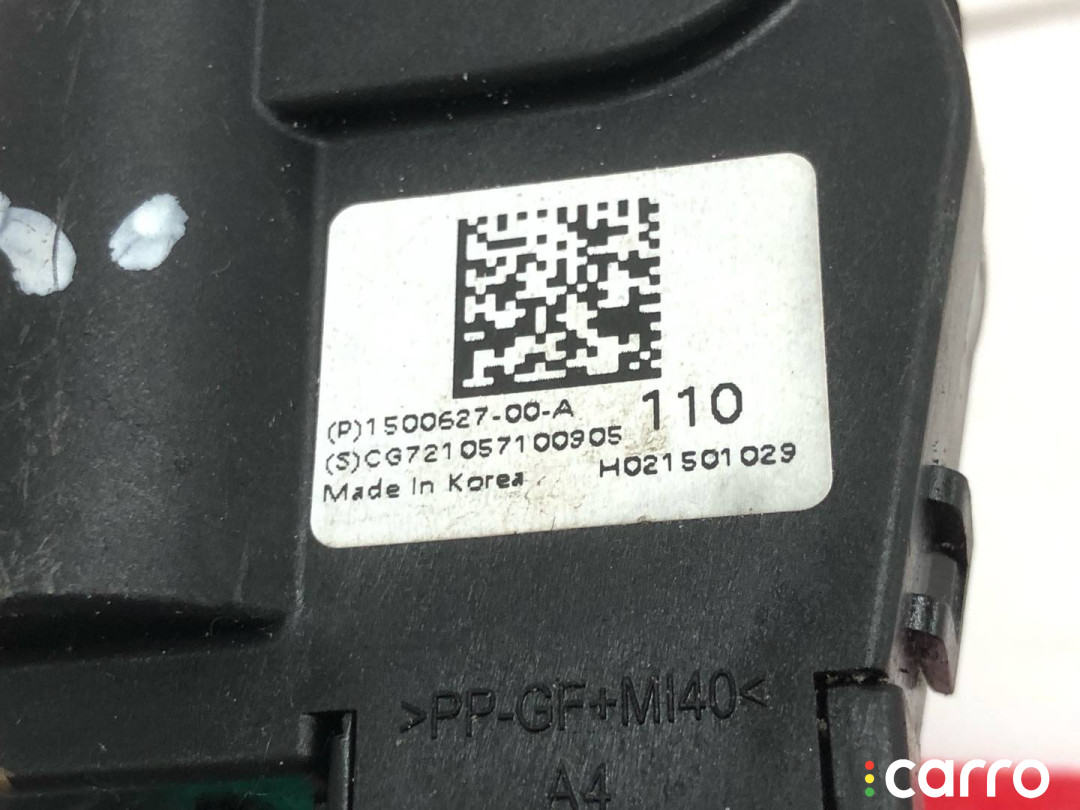 (P)1500627-00-A
110
(S)CG721057100905
H021501029
Made In Korea
>PP-GF+MI40<
A4
carro